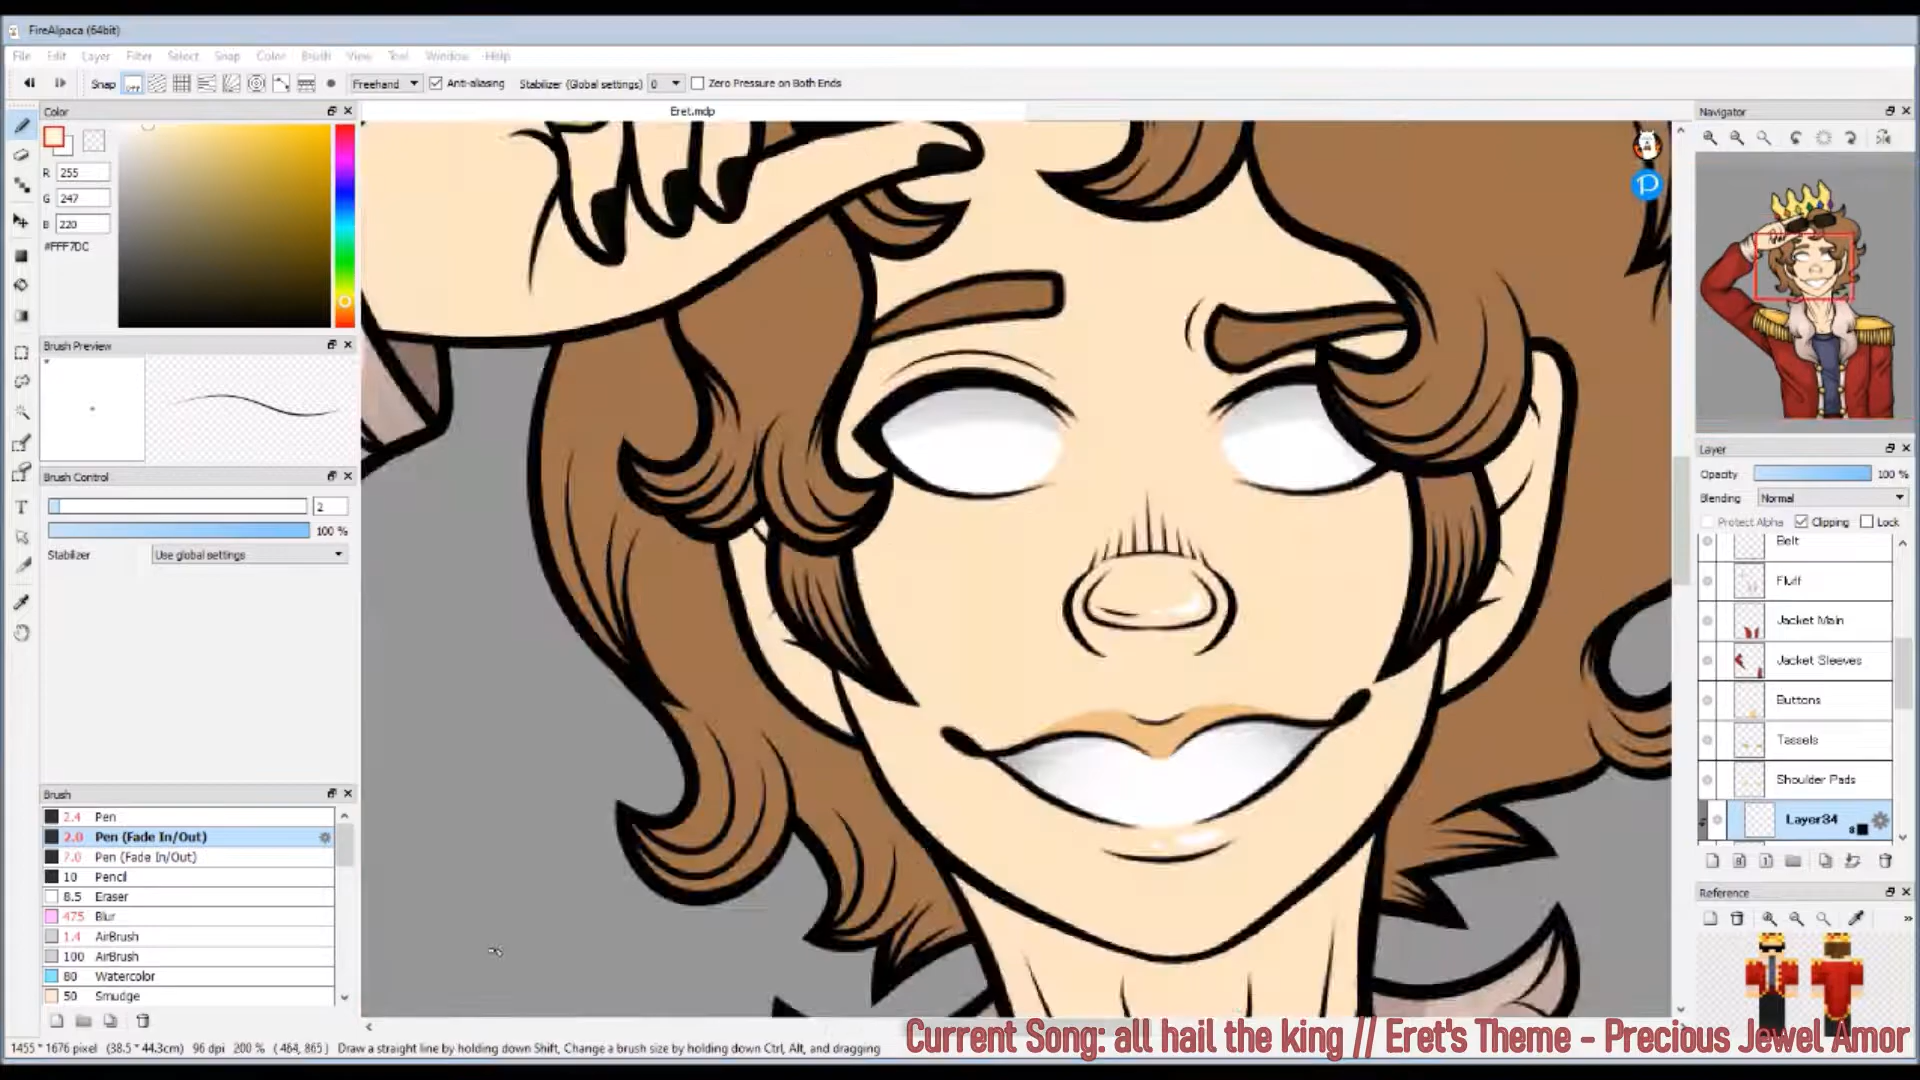 FireAlpaca (64bit)
File Edit Layer Filter Select Snap Color Brush View Tool Window Help
Snap OFF Freehand Anti-aliasing Stabilizer (Global settings) 0 Zero Pressure on Both Ends
Color
R 255
G 247
B 220
#FFF7DC
Brush Preview
Brush Control
2
100 %
Stabilizer Use global settings
Brush
2.4 Pen
2.0 Pen (Fade In/Out)
7.0 Pen (Fade In/Out)
10 Pencil
8.5 Eraser
475 Blur
1.4 AirBrush
100 AirBrush
80 Watercolor
50 Smudge
Eret.mdp
Navigator
Layer
Opacity 100 %
Blending Normal
Protect Alpha Clipping Lock
Belt
Fluff
Jacket Main
Jacket Sleeves
Buttons
Tassels
Shoulder Pads
Layer34
Reference
1455 * 1676 pixel (38.5 * 44.3cm) 96 dpi 200 % ( 464, 865 ) Draw a straight line by holding down Shift, Change a brush size by holding down Ctrl, Alt, and dragging
Current Song: all hail the king // Eret's Theme - Precious Jewel Amor